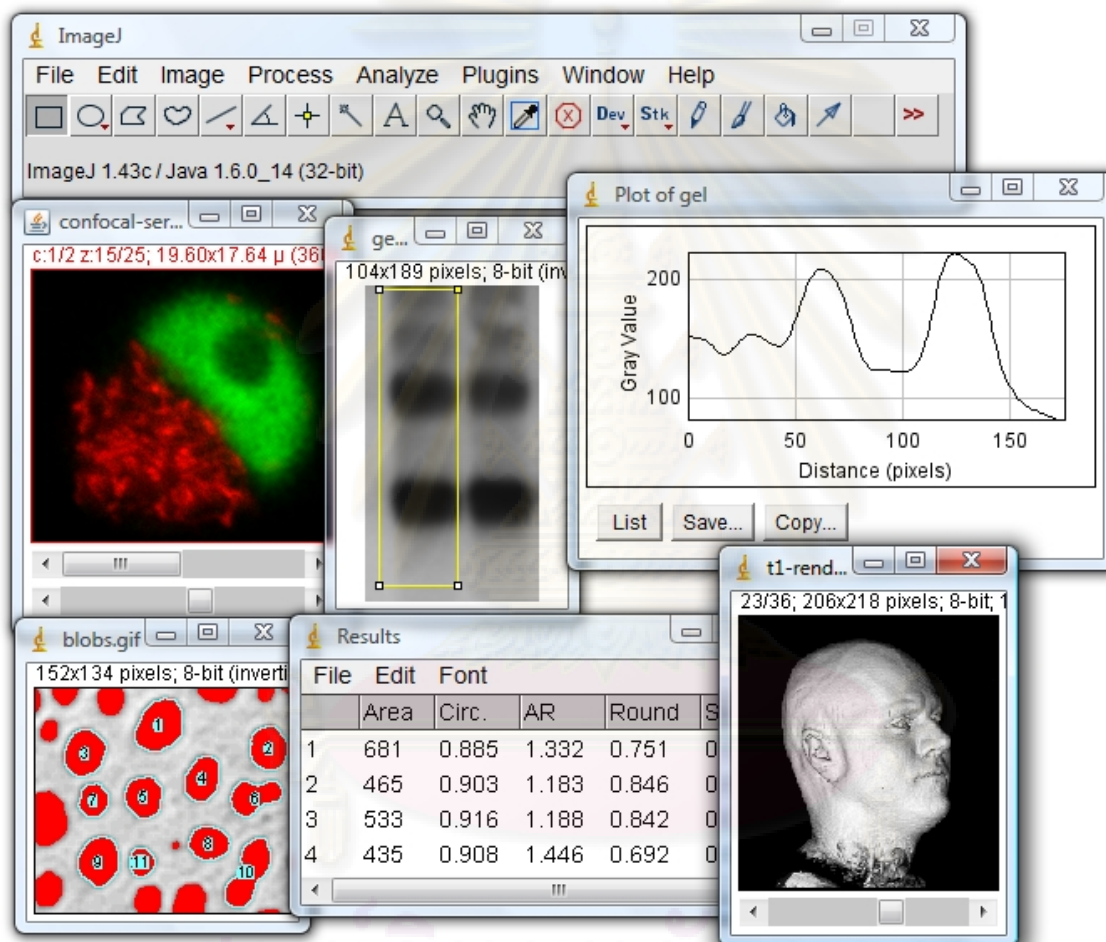 ImageJ
File Edit Image Process Analyze Plugins Window Help
Dev Stk >>
ImageJ 1.43c / Java 1.6.0_14 (32-bit)
confocal-ser...
c:1/2 z:15/25; 19.60x17.64 µ (36
ge...
104x189 pixels; 8-bit (inv
Plot of gel
200
100
Gray Value
0 50 100 150
Distance (pixels)
List Save... Copy...
t1-rend...
23/36; 206x218 pixels; 8-bit; 1
blobs.gif
152x134 pixels; 8-bit (inverti
1
2
3
4
5
6
7
8
9
10
11
Results
File Edit Font
Area Circ. AR Round S
1 681 0.885 1.332 0.751 0
2 465 0.903 1.183 0.846 0
3 533 0.916 1.188 0.842 0
4 435 0.908 1.446 0.692 0